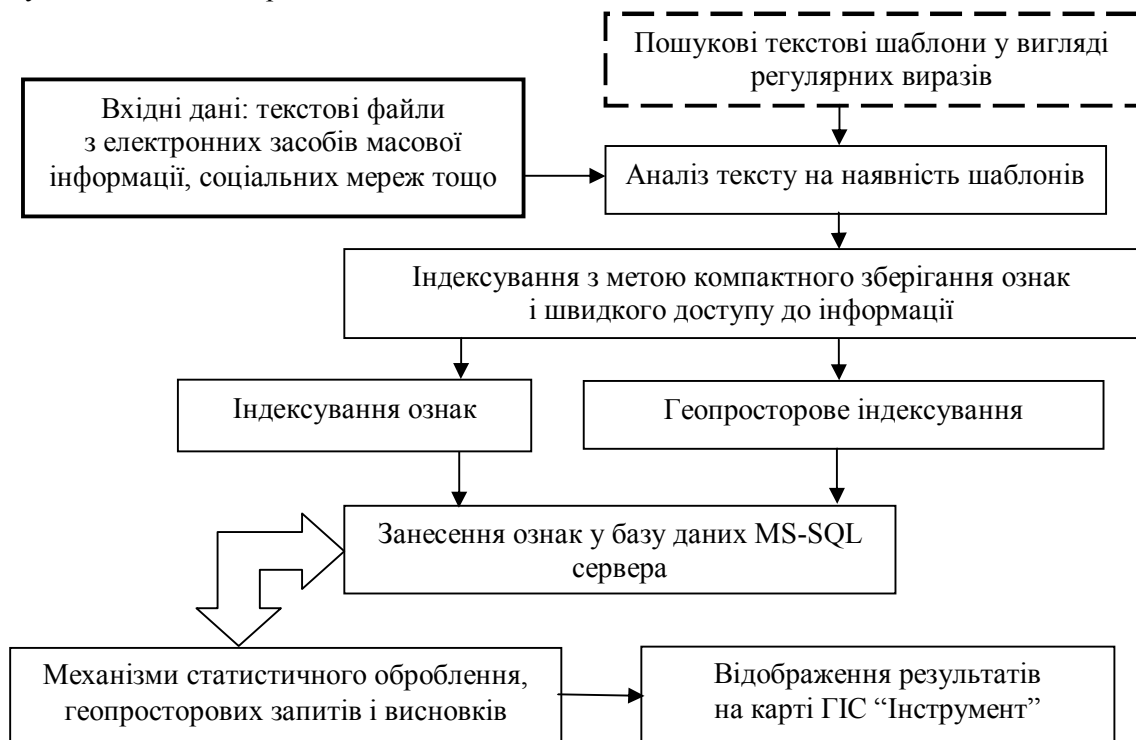 Пошукові текстові шаблони у вигляді
регулярних виразів
Вхідні дані: текстові файли
з електронних засобів масової
інформації, соціальних мереж тощо
Аналіз тексту на наявність шаблонів
Індексування з метою компактного зберігання ознак
і швидкого доступу до інформації
Індексування ознак
Геопросторове індексування
Занесення ознак у базу даних MS-SQL
сервера
Механізми статистичного оброблення,
геопросторових запитів і висновків
Відображення результатів
на карті ГІС “Інструмент”